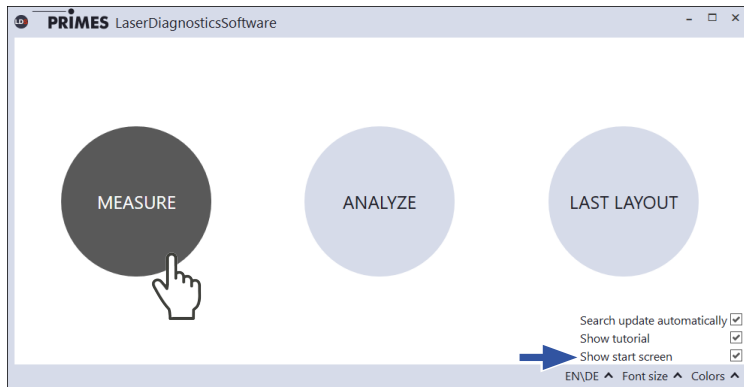 LD PRIMES LaserDiagnosticsSoftware
MEASURE
ANALYZE
LAST LAYOUT
Search update automatically
Show tutorial
Show start screen
EN\DE Font size Colors